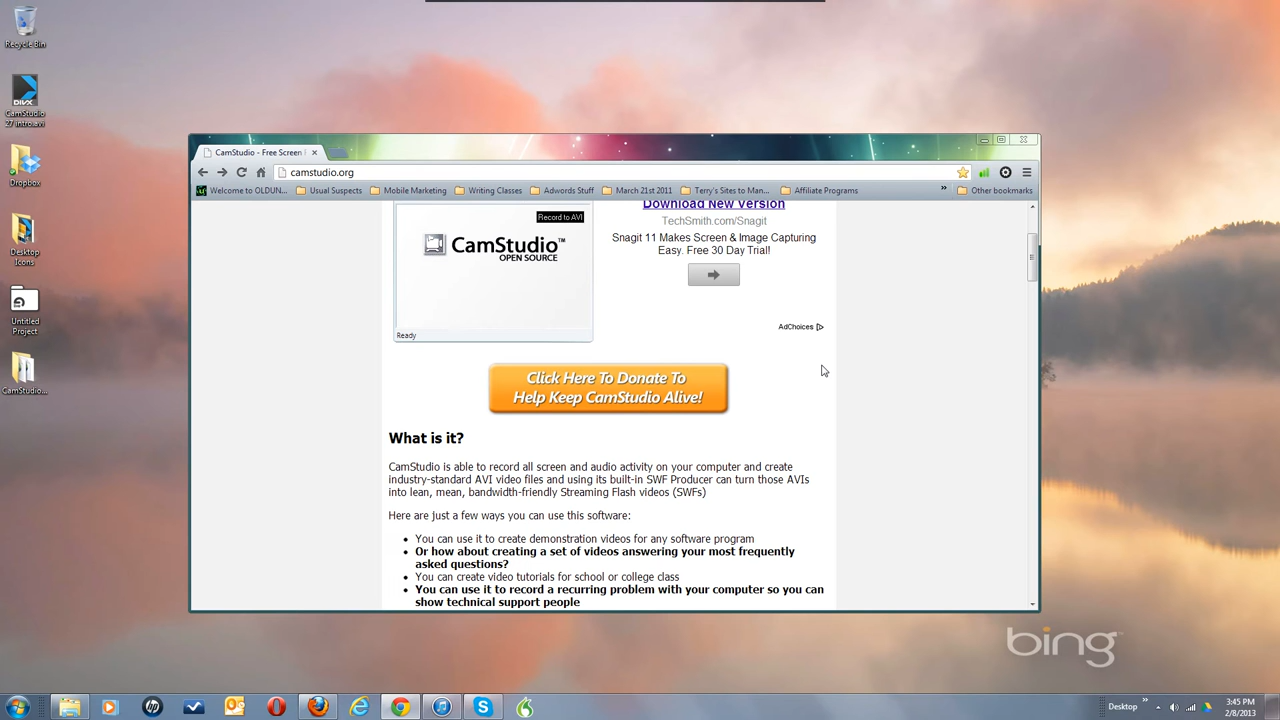 Recycle Bin
DIVX
CamStudio
27 intro.avi
Dropbox
Desktop
Icons
Untitled
Project
CamStudio...
CamStudio - Free Screen
camstudio.org
Welcome to OLDUN... Usual Suspects Mobile Marketing Writing Classes Adwords Stuff March 21st 2011 Terry's Sites to Man... Affiliate Programs » Other bookmarks
Download New Version
TechSmith.com/Snagit
Snagit 11 Makes Screen & Image Capturing
Easy. Free 30 Day Trial!
AdChoices
Record to AVI
CamStudio™
OPEN SOURCE
Ready
Click Here To Donate To
Help Keep CamStudio Alive!
What is it?
CamStudio is able to record all screen and audio activity on your computer and create
industry-standard AVI video files and using its built-in SWF Producer can turn those AVIs
into lean, mean, bandwidth-friendly Streaming Flash videos (SWFs)
Here are just a few ways you can use this software:
• You can use it to create demonstration videos for any software program
• Or how about creating a set of videos answering your most frequently
asked questions?
• You can create video tutorials for school or college class
• You can use it to record a recurring problem with your computer so you can
show technical support people
bing™
hp
Desktop »
3:45 PM
2/8/2013